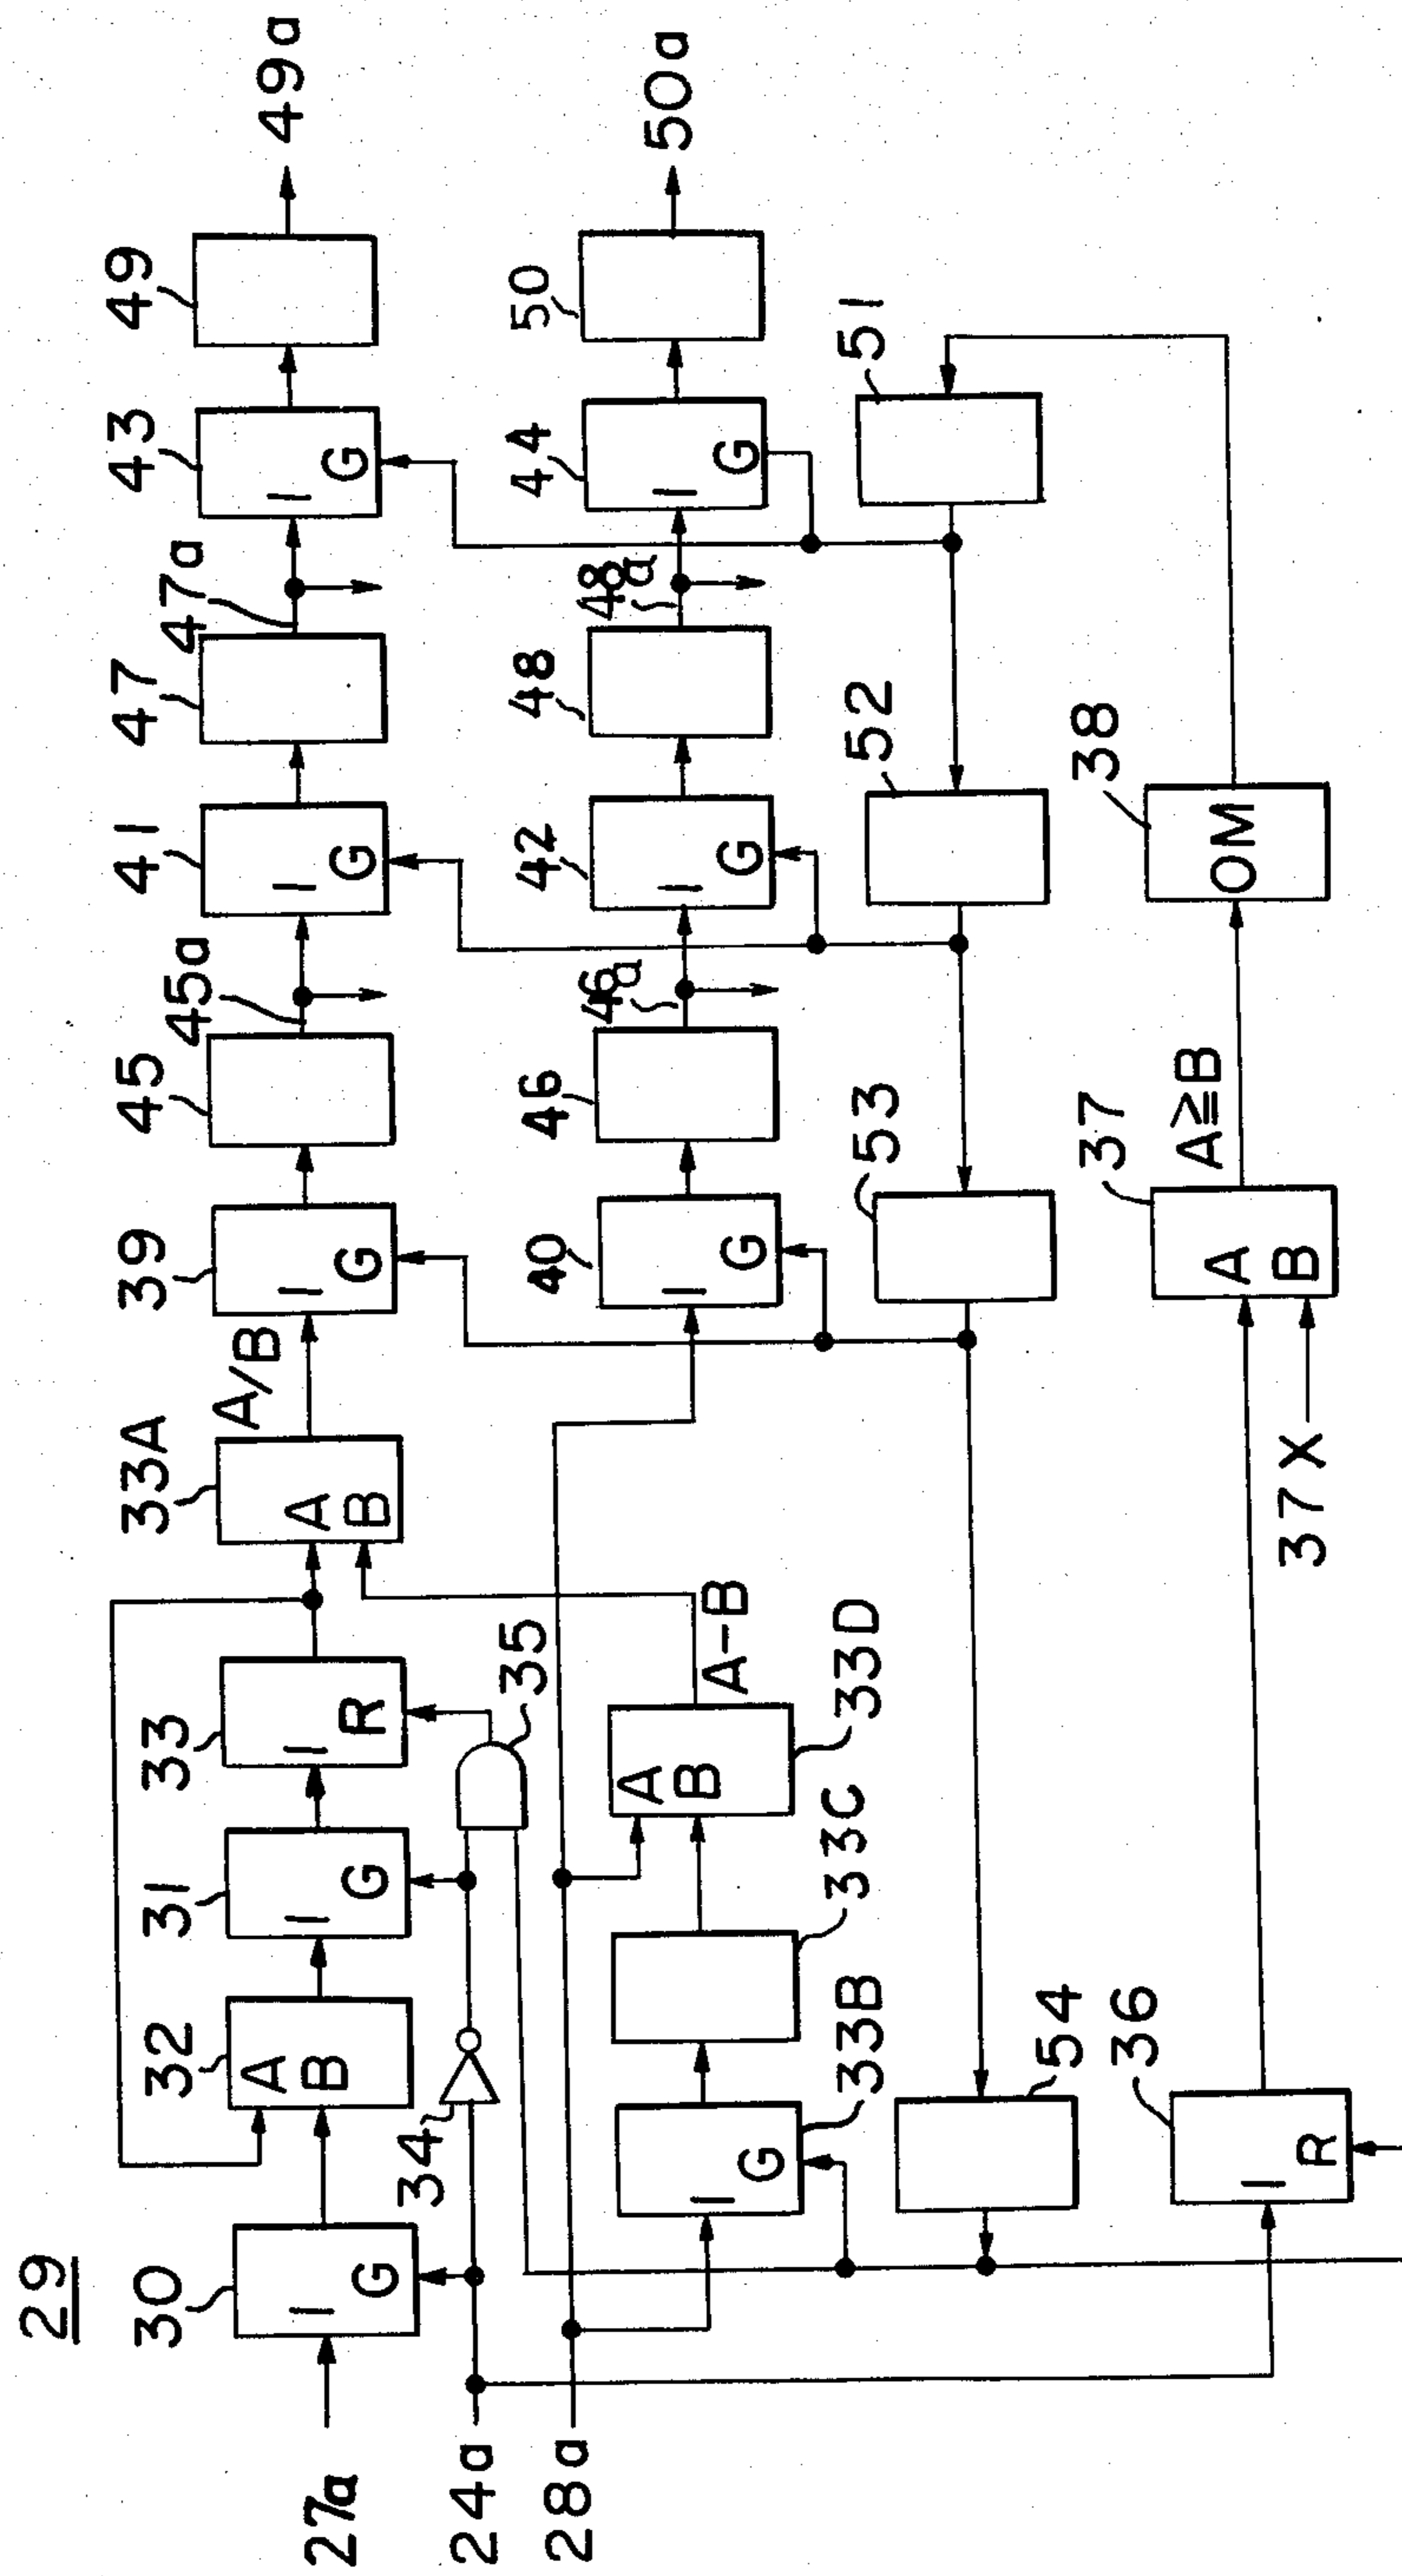 29
30
I
G
32
A
B
31
I
G
33
I
R
33A
A
B
A/B
39
I
G
45
45a
41
I
G
47
47a
43
I
G
49
49a
27a
24a
28a
34
35
33B
I
G
33C
33D
A
B
A-B
40
I
G
46
46a
42
I
G
48
48a
44
I
G
50
50a
54
53
52
51
36
I
R
37
A
B
A≧B
37X
38
OM